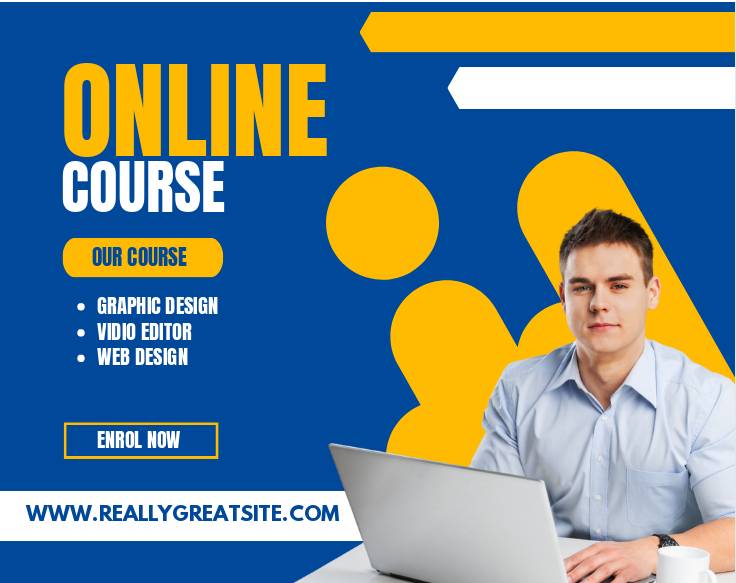 ONLINE
COURSE
OUR COURSE
GRAPHIC DESIGN
VIDIO EDITOR
WEB DESIGN
ENROL NOW
WWW.REALLYGREATSITE.COM